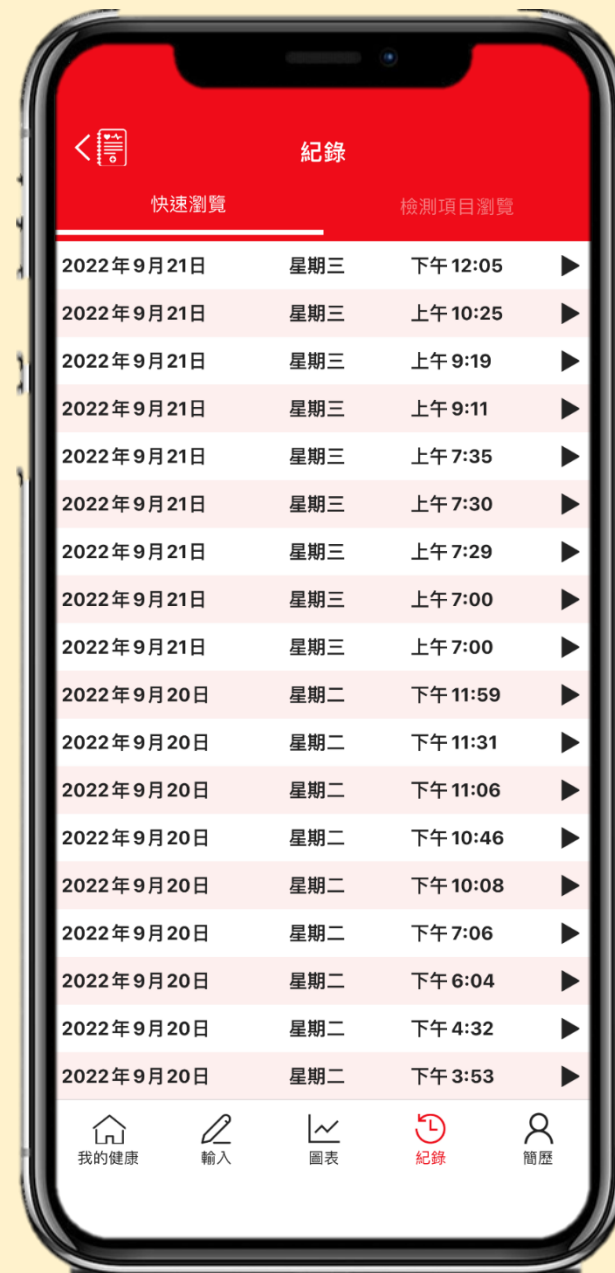 紀錄
快速瀏覽 檢測項目瀏覽
2022年9月21日 星期三 下午12:05
2022年9月21日 星期三 上午10:25
2022年9月21日 星期三 上午9:19
2022年9月21日 星期三 上午9:11
2022年9月21日 星期三 上午7:35
2022年9月21日 星期三 上午7:30
2022年9月21日 星期三 上午7:29
2022年9月21日 星期三 上午7:00
2022年9月21日 星期三 上午7:00
2022年9月20日 星期二 下午11:59
2022年9月20日 星期二 下午11:31
2022年9月20日 星期二 下午11:06
2022年9月20日 星期二 下午10:46
2022年9月20日 星期二 下午10:08
2022年9月20日 星期二 下午7:06
2022年9月20日 星期二 下午6:04
2022年9月20日 星期二 下午4:32
2022年9月20日 星期二 下午3:53
我的健康 輸入 圖表 紀錄 簡歷